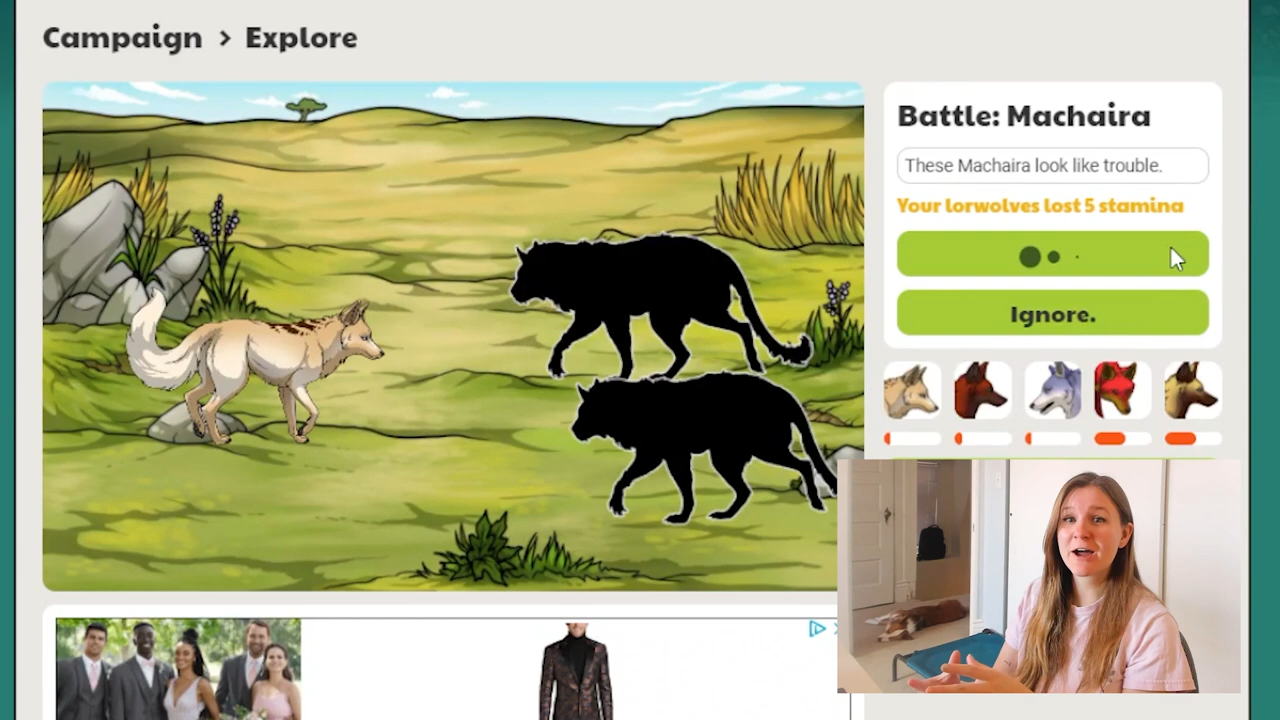 Campaign > Explore
Battle: Machaira
These Machaira look like trouble.
Your lorwolves lost 5 stamina
Ignore.